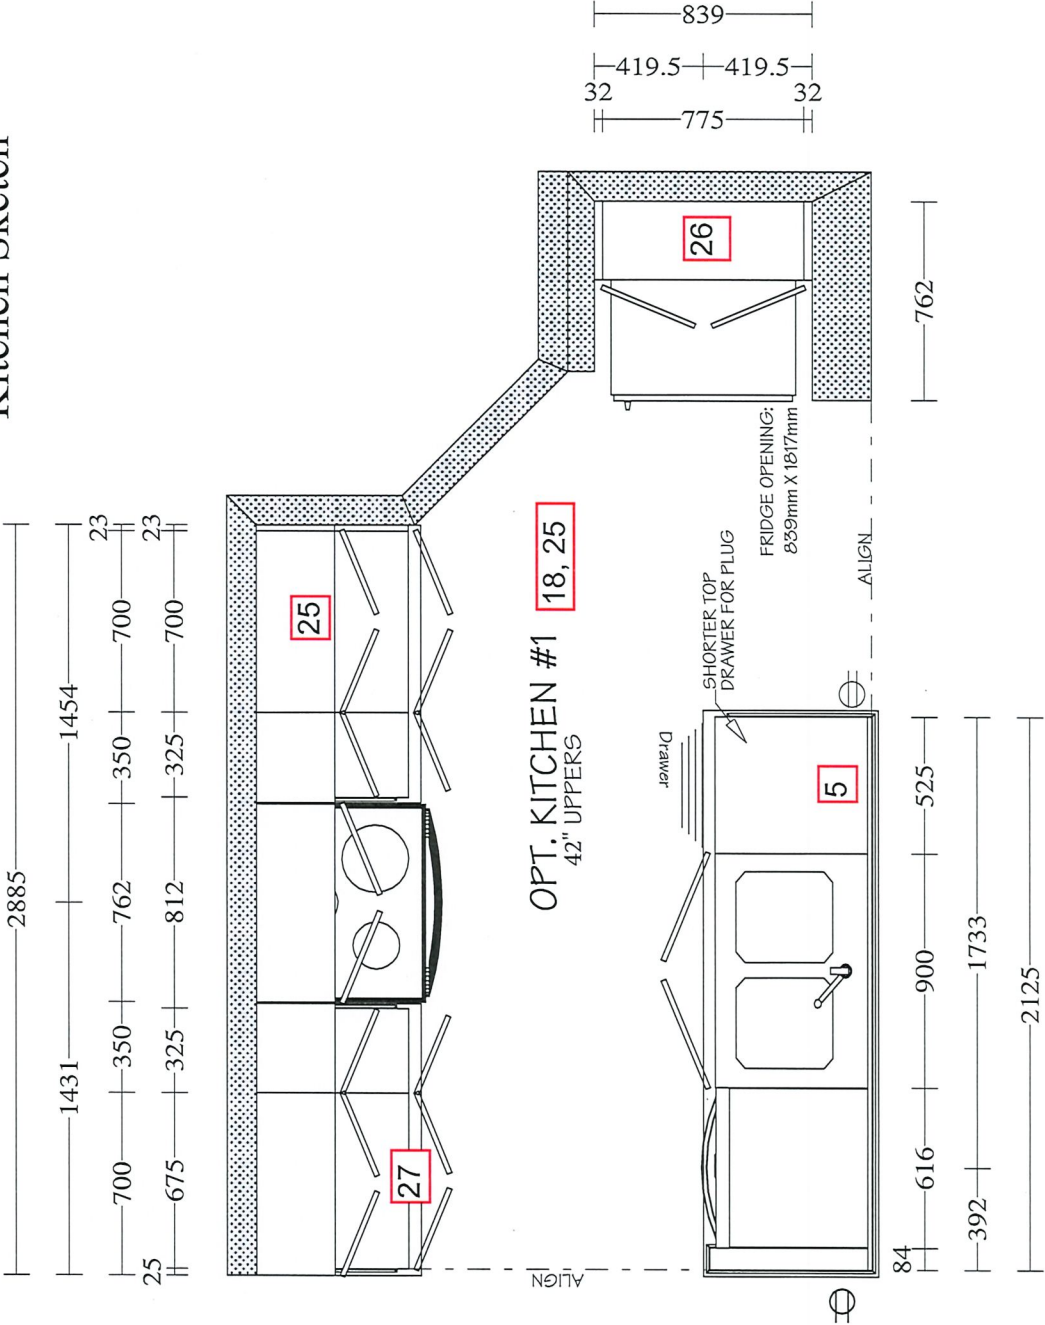 Kitchen Sketch
839
419.5 419.5
32 32
775
26
762
FRIDGE OPENING:
839mm X 1817mm
ALIGN
2885
1454 1431
23 700 350 762 350 700
23 700 325 812 325 675 25
25
27
18, 25
OPT. KITCHEN #1
42" UPPERS
SHORTER TOP
DRAWER FOR PLUG
Drawer
5
ALIGN
525 900 616 84
1733 392
2125